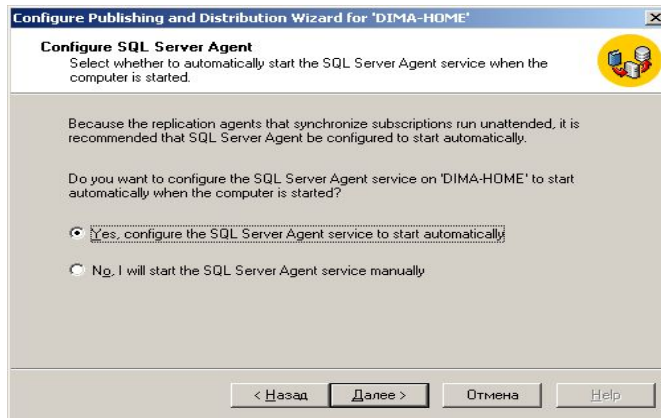 Configure Publishing and Distribution Wizard for 'DIMA-HOME'
Configure SQL Server Agent
Select whether to automatically start the SQL Server Agent service when the
computer is started.
Because the replication agents that synchronize subscriptions run unattended, it is
recommended that SQL Server Agent be configured to start automatically.
Do you want to configure the SQL Server Agent service on 'DIMA-HOME' to start
automatically when the computer is started?
Yes, configure the SQL Server Agent service to start automatically
No, I will start the SQL Server Agent service manually
< Назад Далее > Отмена Help